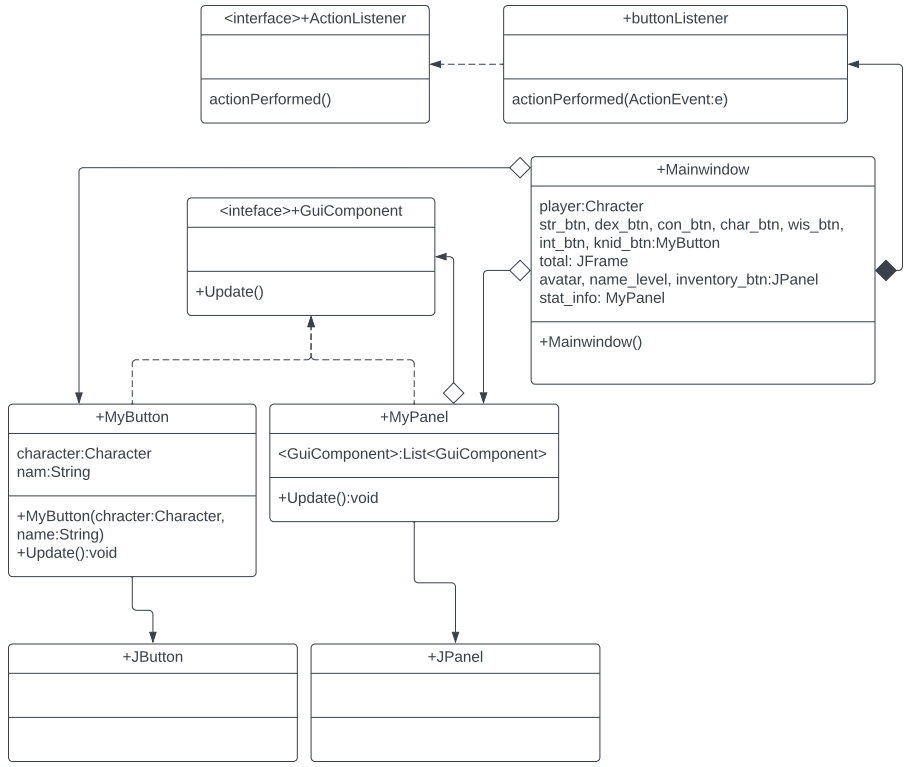 <interface>+ActionListener
actionPerformed()
+buttonListener
actionPerformed(ActionEvent:e)
+Mainwindow
player:Chracter
str_btn, dex_btn, con_btn, char_btn, wis_btn,
int_btn, knid_btn:MyButton
total: JFrame
avatar, name_level, inventory_btn:JPanel
stat_info: MyPanel
+Mainwindow()
<inteface>+GuiComponent
+Update()
+MyButton
character:Character
nam:String
+MyButton(chracter:Character,
name:String)
+Update():void
+MyPanel
<GuiComponent>:List<GuiComponent>
+Update():void
+JButton
+JPanel